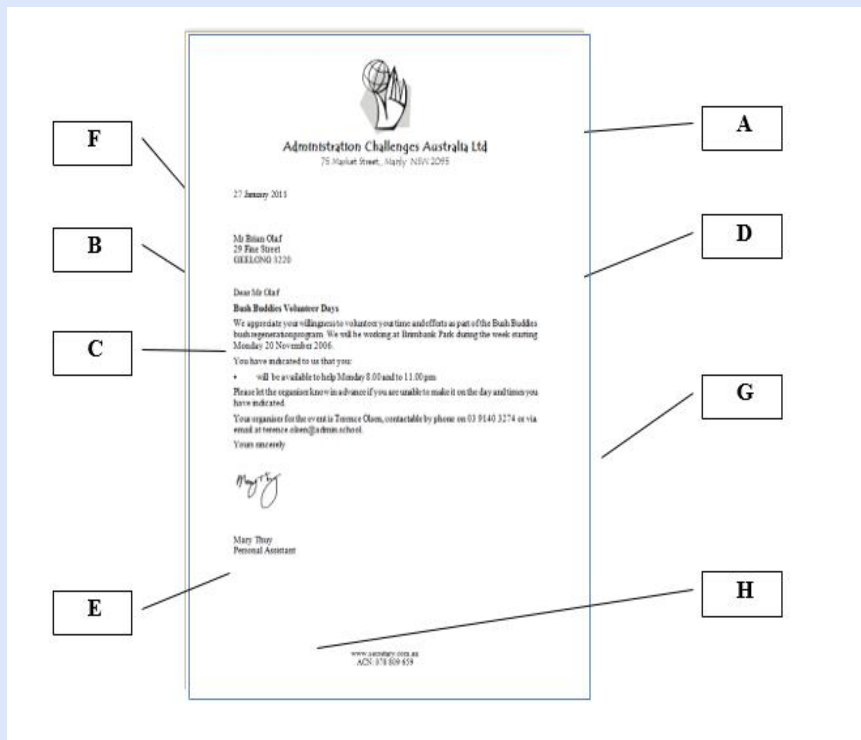 F
A
B
D
C
G
E
H
Administration Challenges Australia Ltd
75 Market Street, Manly NSW 2095
27 January 2011
Mr Brian Olaf
29 Pine Street
GEELONG 3220
Dear Mr Olaf
Bush Buddies Volunteer Days
We appreciate your willingness to volunteer your time and efforts as part of the Bush Buddies
bush regeneration program. We will be working at Brimbank Park during the week starting
Monday 20 November 2006.
You have indicated to us that you:
• will be available to help Monday 8.00 and to 11.00pm
Please let the organiser know in advance if you are unable to make it on the day and times you
have indicated.
Your organiser for the event is Terence Olsen, contactable by phone on 03 9140 3274 or via
email at terence.olsen@admin.school.
Yours sincerely
Mary Thuy
Personal Assistant
ACN: 378 809 659